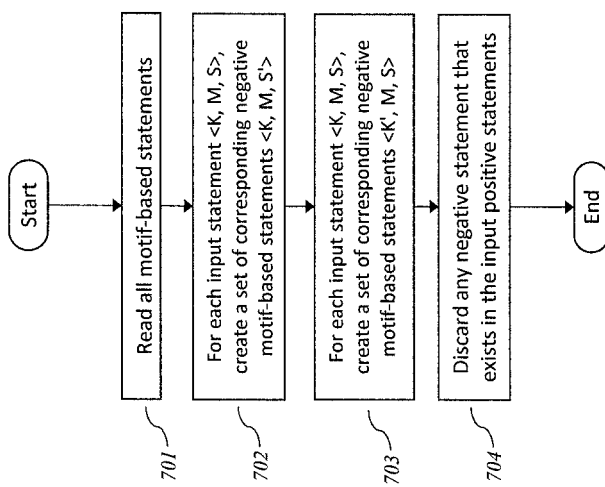 Start
Read all motif-based statements
701
For each input statement <K, M, S>,
create a set of corresponding negative
motif-based statements <K, M, S'>
702
For each input statement <K, M, S>,
create a set of corresponding negative
motif-based statements <K', M, S>
703
Discard any negative statement that
exists in the input positive statements
704
End